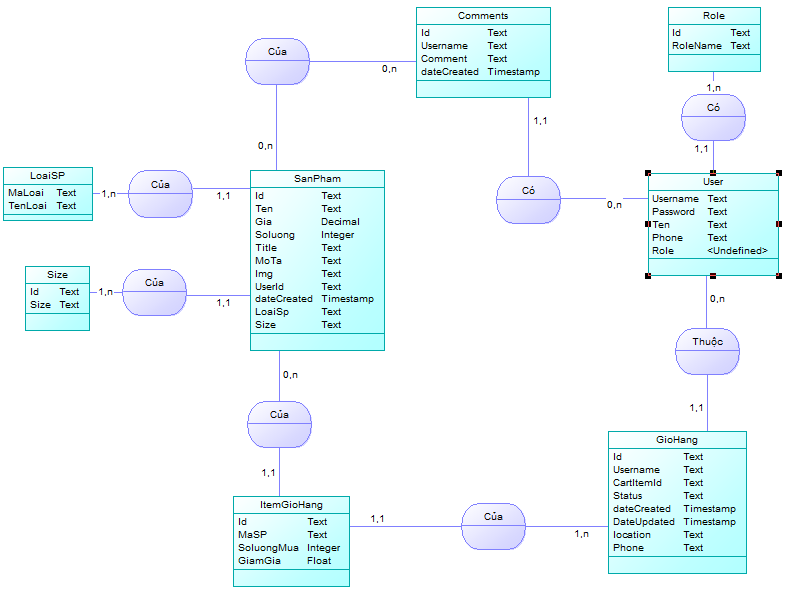 Comments
Id Text
Username Text
Comment Text
dateCreated Timestamp
Role
Id Text
RoleName Text
Của
0,n
0,n
1,n
Có
1,1
1,1
LoaiSP
MaLoai Text
TenLoai Text
1,n
Của
1,1
SanPham
Id Text
Ten Text
Gia Decimal
Soluong Integer
Title Text
MoTa Text
Img Text
UserId Text
dateCreated Timestamp
LoaiSp Text
Size Text
Có
0,n
User
Username Text
Password Text
Ten Text
Phone Text
Role <Undefined>
Size
Id Text
Size Text
1,n
Của
1,1
0,n
Thuộc
1,1
0,n
Của
1,1
GioHang
Id Text
Username Text
CartItemId Text
Status Text
dateCreated Timestamp
DateUpdated Timestamp
location Text
Phone Text
ItemGioHang
Id Text
MaSP Text
SoluongMua Integer
GiamGia Float
1,1
Của
1,n